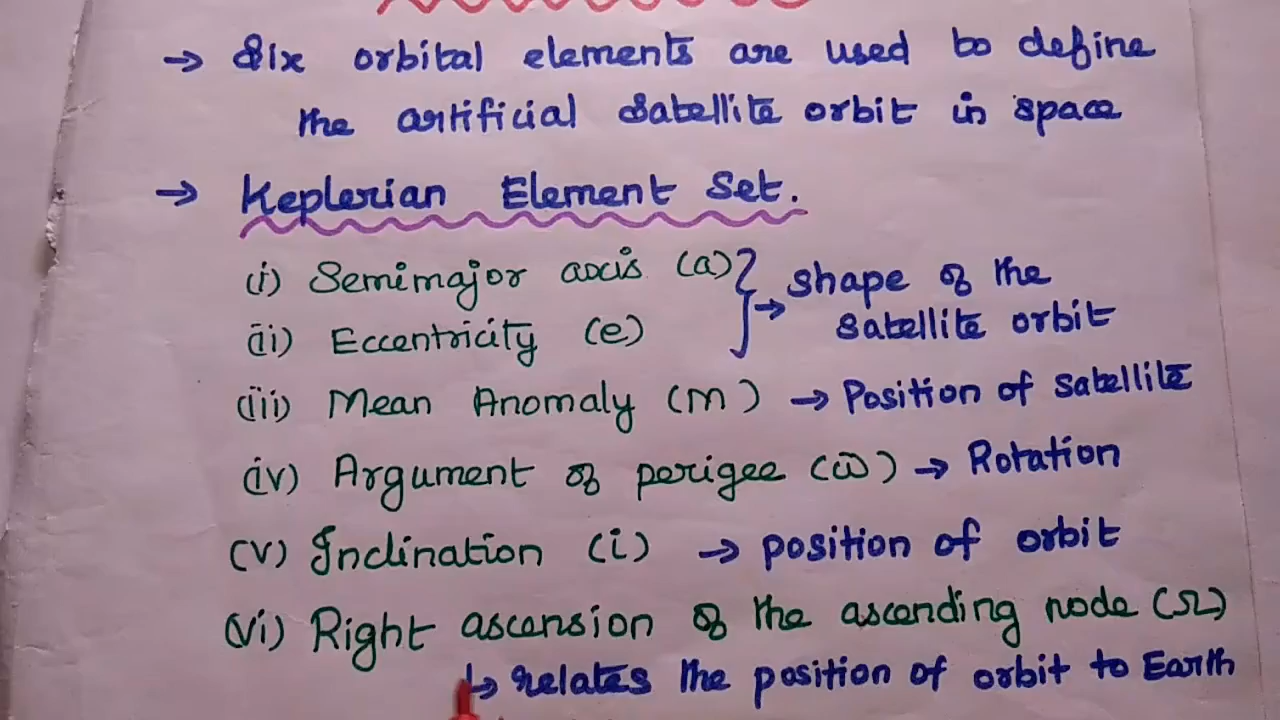 → Six orbital elements are used to define
the artificial satellite orbit in space
→ Keplerian Element Set.
(i) Semimajor axis (a)
(ii) Eccentricity (e)
} → shape of the
satellite orbit
(iii) Mean Anomaly (M) → Position of satellite
(iv) Argument of perigee (ω) → Rotation
(v) Inclination (i) → position of orbit
(vi) Right ascension of the ascending node (Ω)
↳ relates the position of orbit to Earth